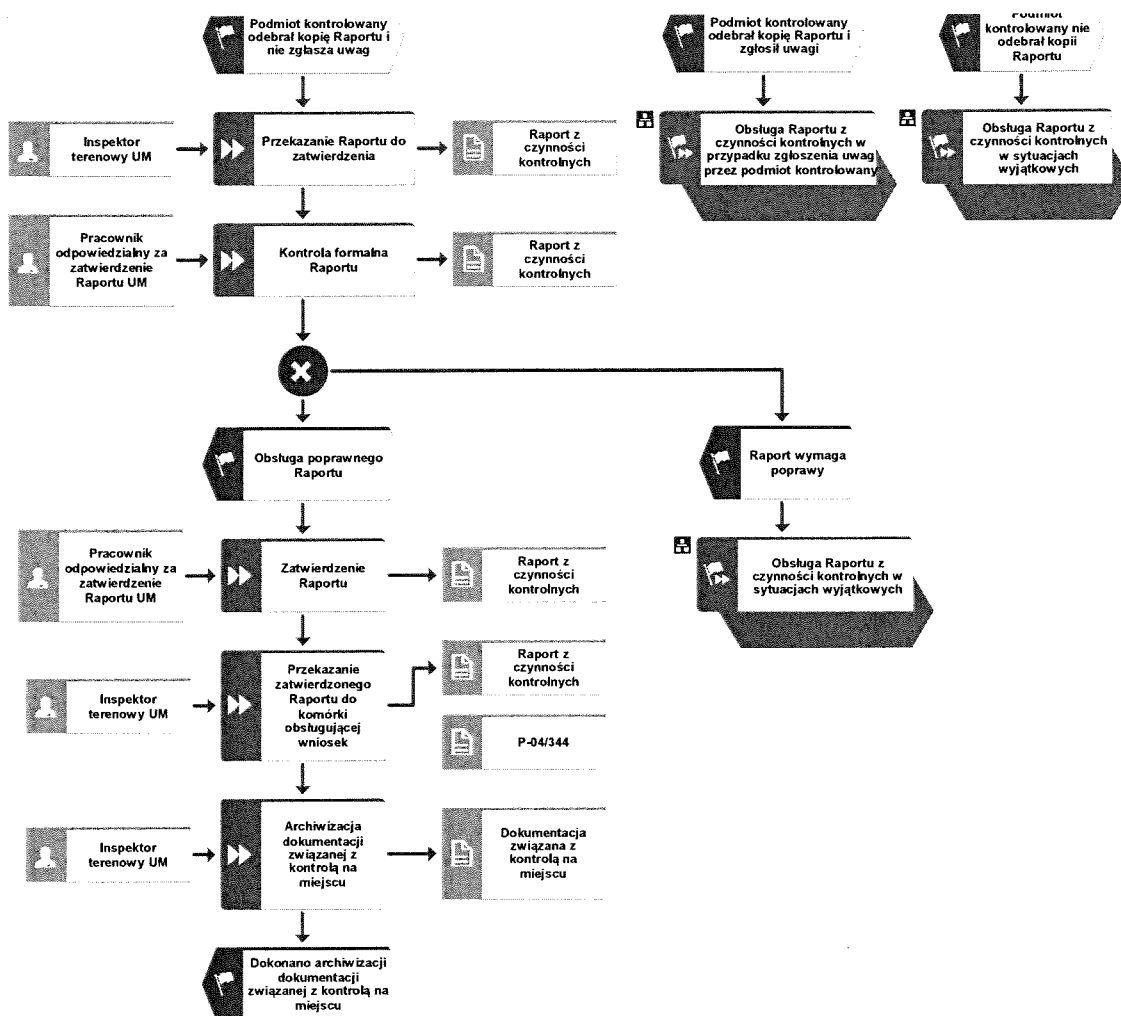 Podmiot kontrolowany
odebrał kopię Raportu i
nie zgłasza uwag
Podmiot kontrolowany
odebrał kopię Raportu i
zgłosił uwagi
Podmiot
kontrolowany nie
odebrał kopii
Raportu
Inspektor
terenowy UM
Przekazanie Raportu do
zatwierdzenia
Raport z
czynności
kontrolnych
Obsługa Raportu z
czynności kontrolnych w
przypadku zgłoszenia uwag
przez podmiot kontrolowany
Obsługa Raportu z
czynności kontrolnych
w sytuacjach
wyjątkowych
Pracownik
odpowiedzialny za
zatwierdzenie
Raportu UM
Kontrola formalna
Raportu
Raport z
czynności
kontrolnych
Obsługa poprawnego
Raportu
Raport wymaga
poprawy
Pracownik
odpowiedzialny za
zatwierdzenie
Raportu UM
Zatwierdzenie
Raportu
Raport z
czynności
kontrolnych
Obsługa Raportu z
czynności kontrolnych w
sytuacjach wyjątkowych
Inspektor
terenowy UM
Przekazanie
zatwierdzonego
Raportu do
komórki
obsługującej
wniosek
Raport z
czynności
kontrolnych
P-04/344
Inspektor
terenowy UM
Archiwizacja
dokumentacji
związanej z
kontrolą na
miejscu
Dokumentacja
związana z
kontrolą na
miejscu
Dokonano archiwizacji
dokumentacji
związanej z kontrolą na
miejscu